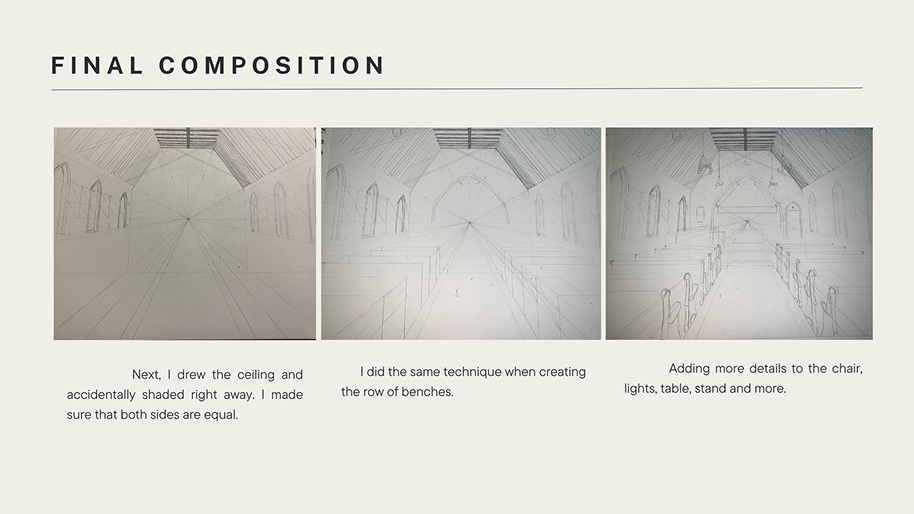 FINAL COMPOSITION
Next, I drew the ceiling and
accidentally shaded right away. I made
sure that both sides are equal.
I did the same technique when creating
the row of benches.
Adding more details to the chair,
lights, table, stand and more.